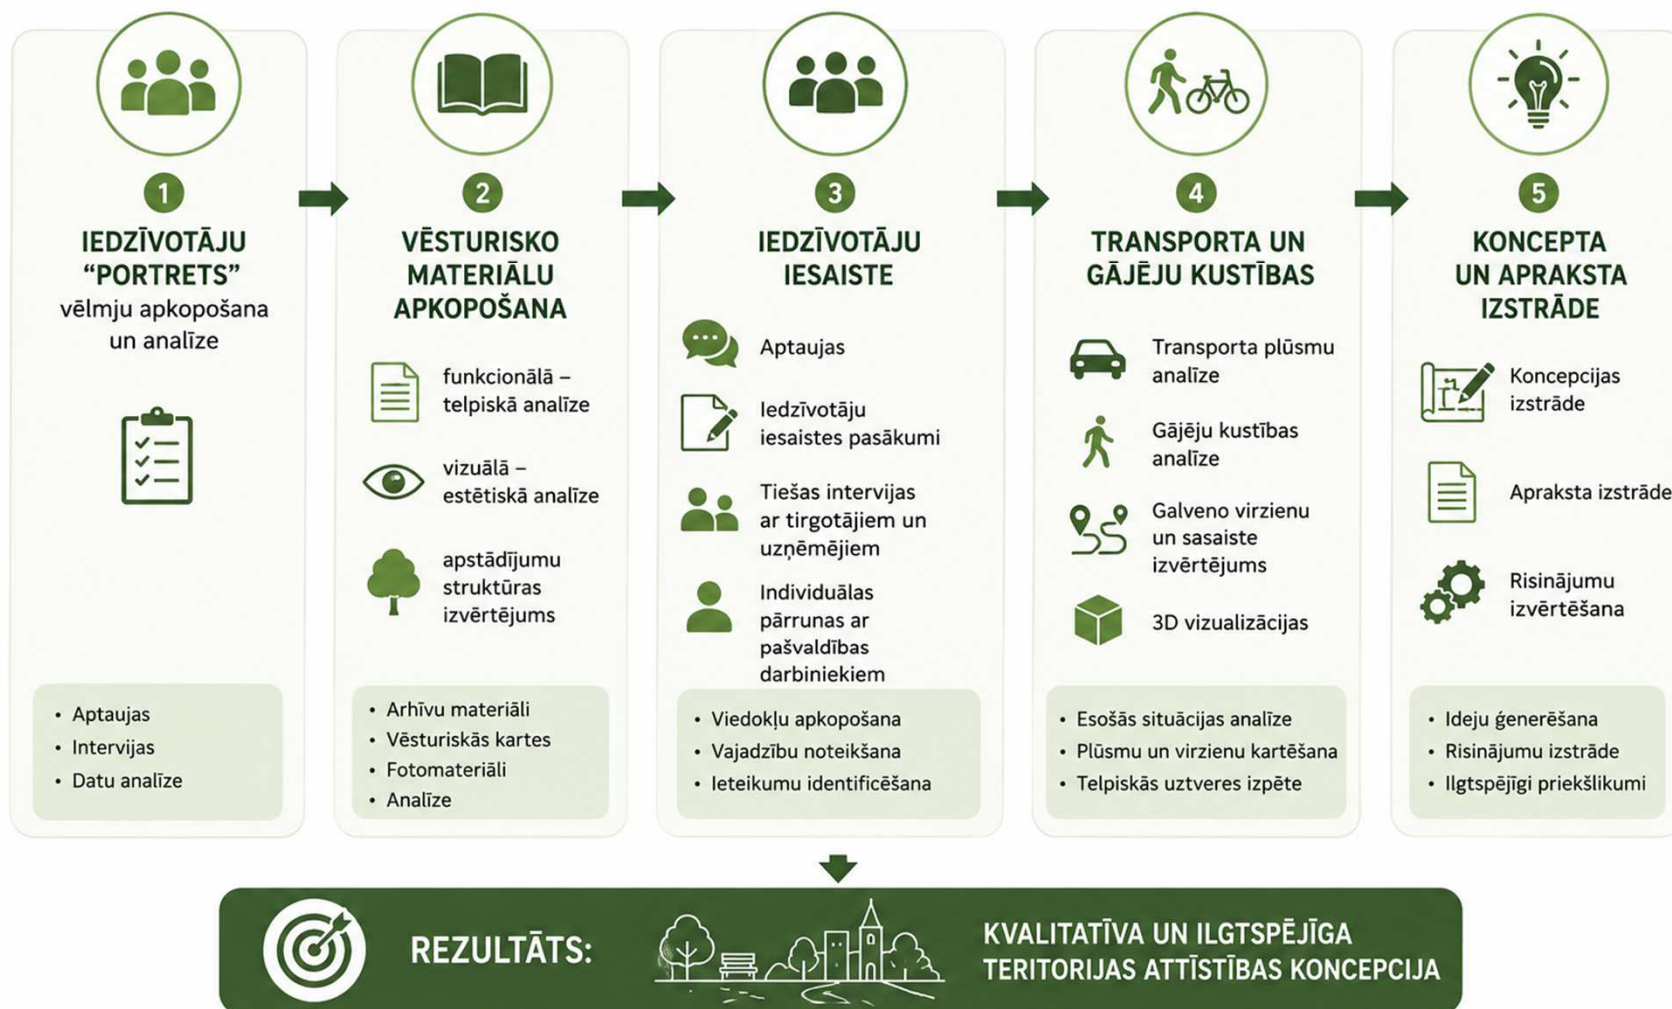 1
IEDZĪVOTĀJU
“PORTRETS”
vēlmju apkopošana
un analīze
• Aptaujas
• Intervijas
• Datu analīze
2
VĒSTURISKO
MATERIĀLU
APKOPOŠANA
funkcionālā –
telpiskā analīze
vizuālā –
estētiskā analīze
apstādījumu
struktūras
izvērtējums
• Arhīvu materiāli
• Vēsturiskās kartes
• Fotomateriāli
• Analīze
3
IEDZĪVOTĀJU
IESAISTE
Aptaujas
Iedzīvotāju
iesaistes pasākumi
Tiešas intervijas
ar tirgotājiem un
uzņēmējiem
Individuālas
pārrunas ar
pašvaldības
darbiniekiem
• Viedokļu apkopošana
• Vajadzību noteikšana
• Ieteikumu identificēšana
4
TRANSPORTA UN
GĀJĒJU KUSTĪBAS
Transporta plūsmu
analīze
Gājēju kustības
analīze
Galveno virzienu
un sasaiste
izvērtējums
3D vizualizācijas
• Esošās situācijas analīze
• Plūsmu un virzienu kartēšana
• Telpiskās uztveres izpēte
5
KONCEPTA
UN APRAKSTA
IZSTRĀDE
Koncepcijas
izstrāde
Apraksta izstrāde
Risinājumu
izvērtēšana
• Ideju ģenerēšana
• Risinājumu izstrāde
• Ilgtspējīgi priekšlikumi
REZULTĀTS:
KVALITATĪVA UN ILGTSPĒJĪGA
TERITORIJAS ATTĪSTĪBAS KONCEPCIJA